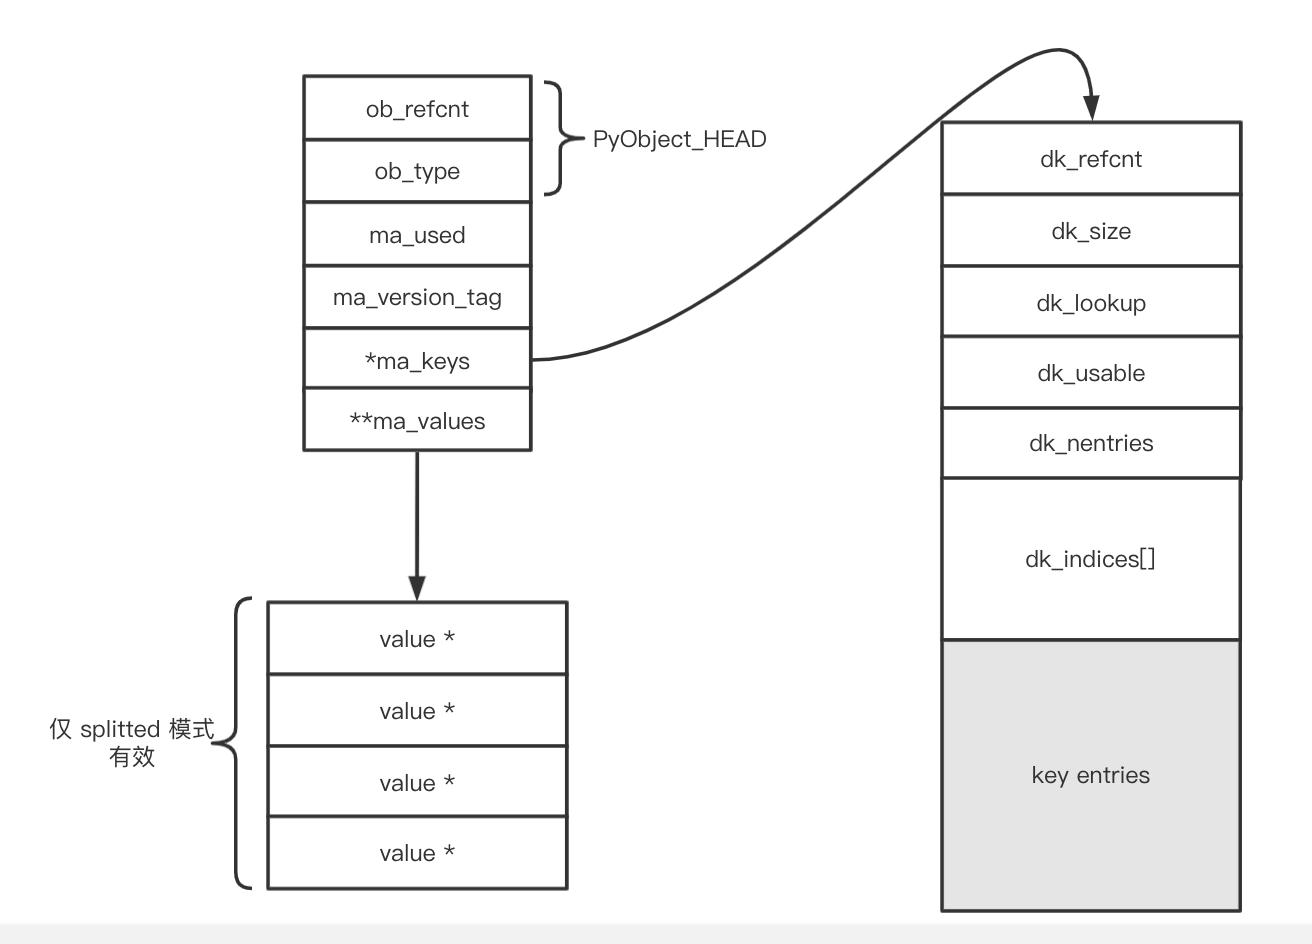 ob_refcnt
ob_type
PyObject_HEAD
ma_used
ma_version_tag
*ma_keys
**ma_values
value *
value *
value *
value *
仅 splitted 模式
有效
dk_refcnt
dk_size
dk_lookup
dk_usable
dk_nentries
dk_indices[]
key entries